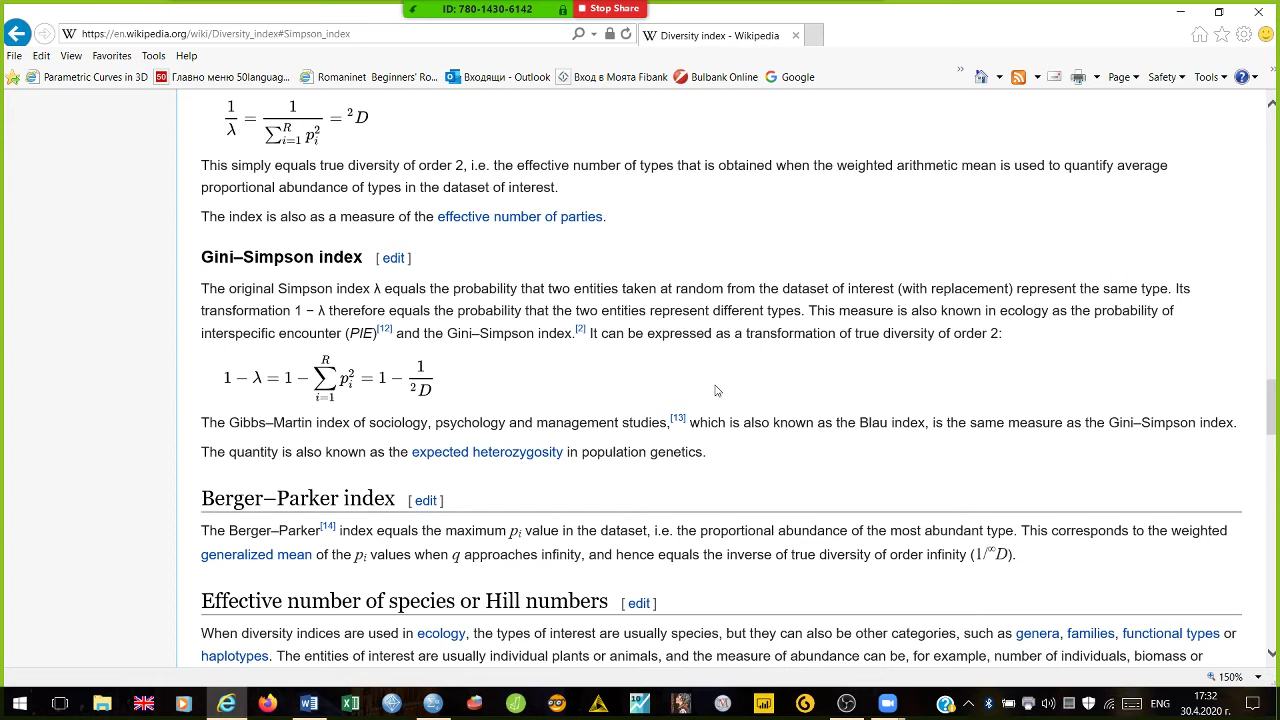 ID: 780-1430-6142 Stop Share
https://en.wikipedia.org/wiki/Diversity_index#Simpson_index
W Diversity index - Wikipedia
File Edit View Favorites Tools Help
Parametric Curves in 3D 50 Главно меню 50languag... Romaninet Beginners' Ro... Входящи - Outlook Вход в Моята Fibank Bulbank Online Google
Page Safety Tools
1/λ = 1/∑ᵢ₌₁ᴿ pᵢ² = ²D
This simply equals true diversity of order 2, i.e. the effective number of types that is obtained when the weighted arithmetic mean is used to quantify average
proportional abundance of types in the dataset of interest.
The index is also as a measure of the effective number of parties.
Gini–Simpson index [ edit ]
The original Simpson index λ equals the probability that two entities taken at random from the dataset of interest (with replacement) represent the same type. Its
transformation 1 − λ therefore equals the probability that the two entities represent different types. This measure is also known in ecology as the probability of
interspecific encounter (PIE)[12] and the Gini–Simpson index.[2] It can be expressed as a transformation of true diversity of order 2:
1 − λ = 1 − ∑ᵢ₌₁ᴿ pᵢ² = 1 − 1/²D
The Gibbs–Martin index of sociology, psychology and management studies,[13] which is also known as the Blau index, is the same measure as the Gini–Simpson index.
The quantity is also known as the expected heterozygosity in population genetics.
Berger–Parker index [ edit ]
The Berger–Parker[14] index equals the maximum pᵢ value in the dataset, i.e. the proportional abundance of the most abundant type. This corresponds to the weighted
generalized mean of the pᵢ values when q approaches infinity, and hence equals the inverse of true diversity of order infinity (1/∞D).
Effective number of species or Hill numbers [ edit ]
When diversity indices are used in ecology, the types of interest are usually species, but they can also be other categories, such as genera, families, functional types or
haplotypes. The entities of interest are usually individual plants or animals, and the measure of abundance can be, for example, number of individuals, biomass or
150%
17:32
ENG
30.4.2020 г.